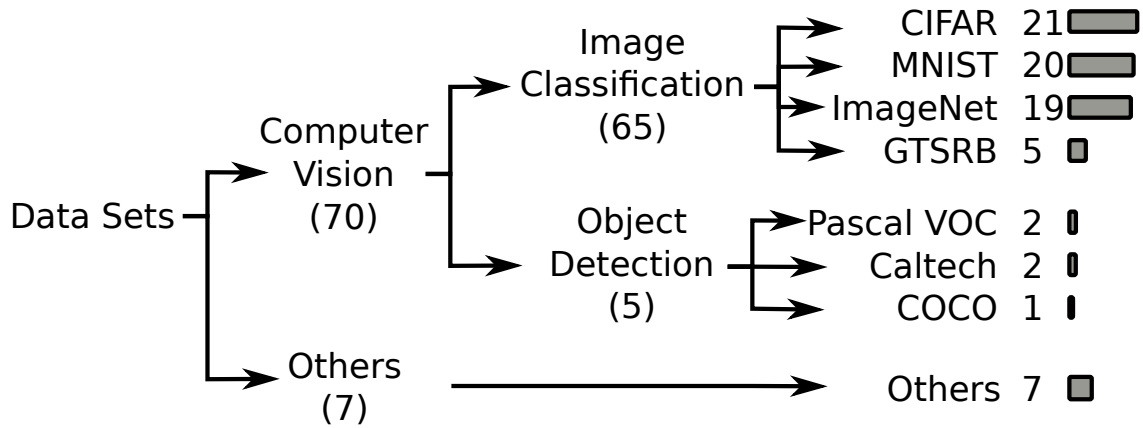 Data Sets
Computer
Vision
(70)
Others
(7)
Image
Classification
(65)
Object
Detection
(5)
CIFAR 21
MNIST 20
ImageNet 19
GTSRB 5
Pascal VOC 2
Caltech 2
COCO 1
Others 7